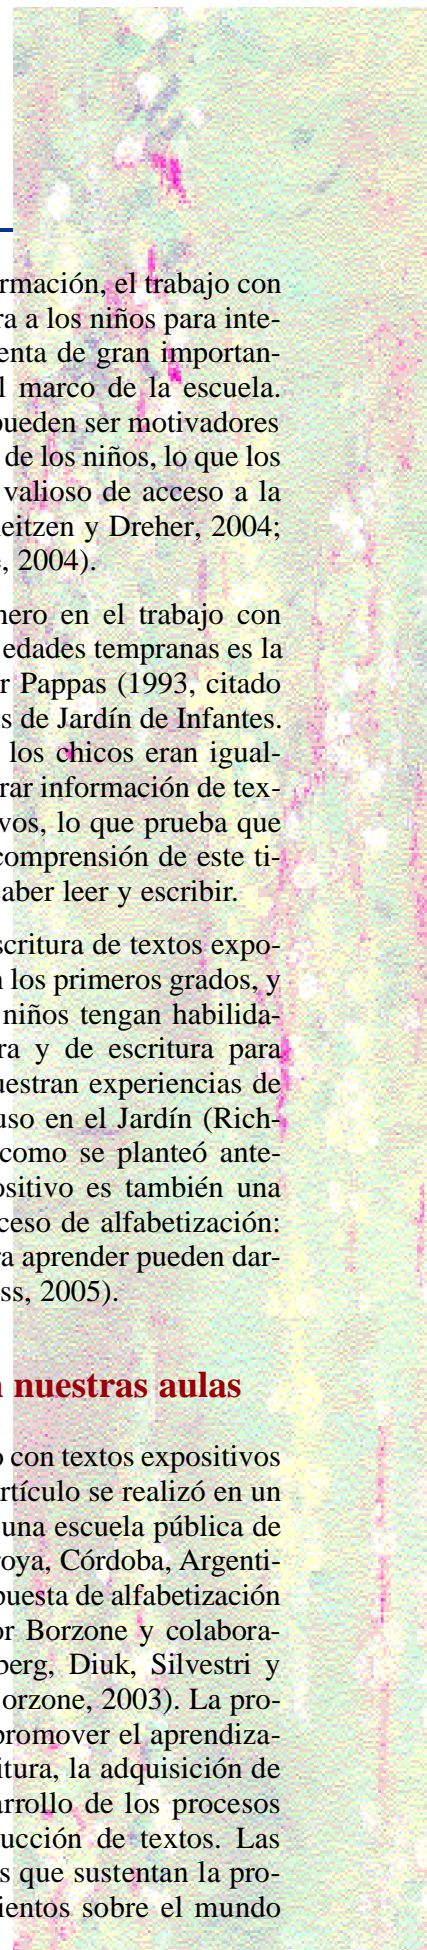 rmación, el trabajo con
ra a los niños para inte-
enta de gran importan-
l marco de la escuela.
pueden ser motivadores
de los niños, lo que los
valioso de acceso a la
eitzen y Dreher, 2004;
, 2004).
nero en el trabajo con
edades tempranas es la
r Pappas (1993, citado
s de Jardín de Infantes.
los chicos eran igual-
rar información de tex-
vos, lo que prueba que
comprensión de este ti-
saber leer y escribir.
scritura de textos expo-
n los primeros grados, y
niños tengan habilida-
ra y de escritura para
uestran experiencias de
uso en el Jardín (Rich-
como se planteó ante-
ositivo es también una
ceso de alfabetización:
ra aprender pueden dar-
ss, 2005).
n nuestras aulas
o con textos expositivos
rtículo se realizó en un
una escuela pública de
roya, Córdoba, Argenti-
puesta de alfabetización
or Borzone y colabora-
berg, Diuk, Silvestri y
Borzone, 2003). La pro-
promover el aprendiza-
itura, la adquisición de
arrollo de los procesos
ucción de textos. Las
s que sustentan la pro-
ientos sobre el mundo